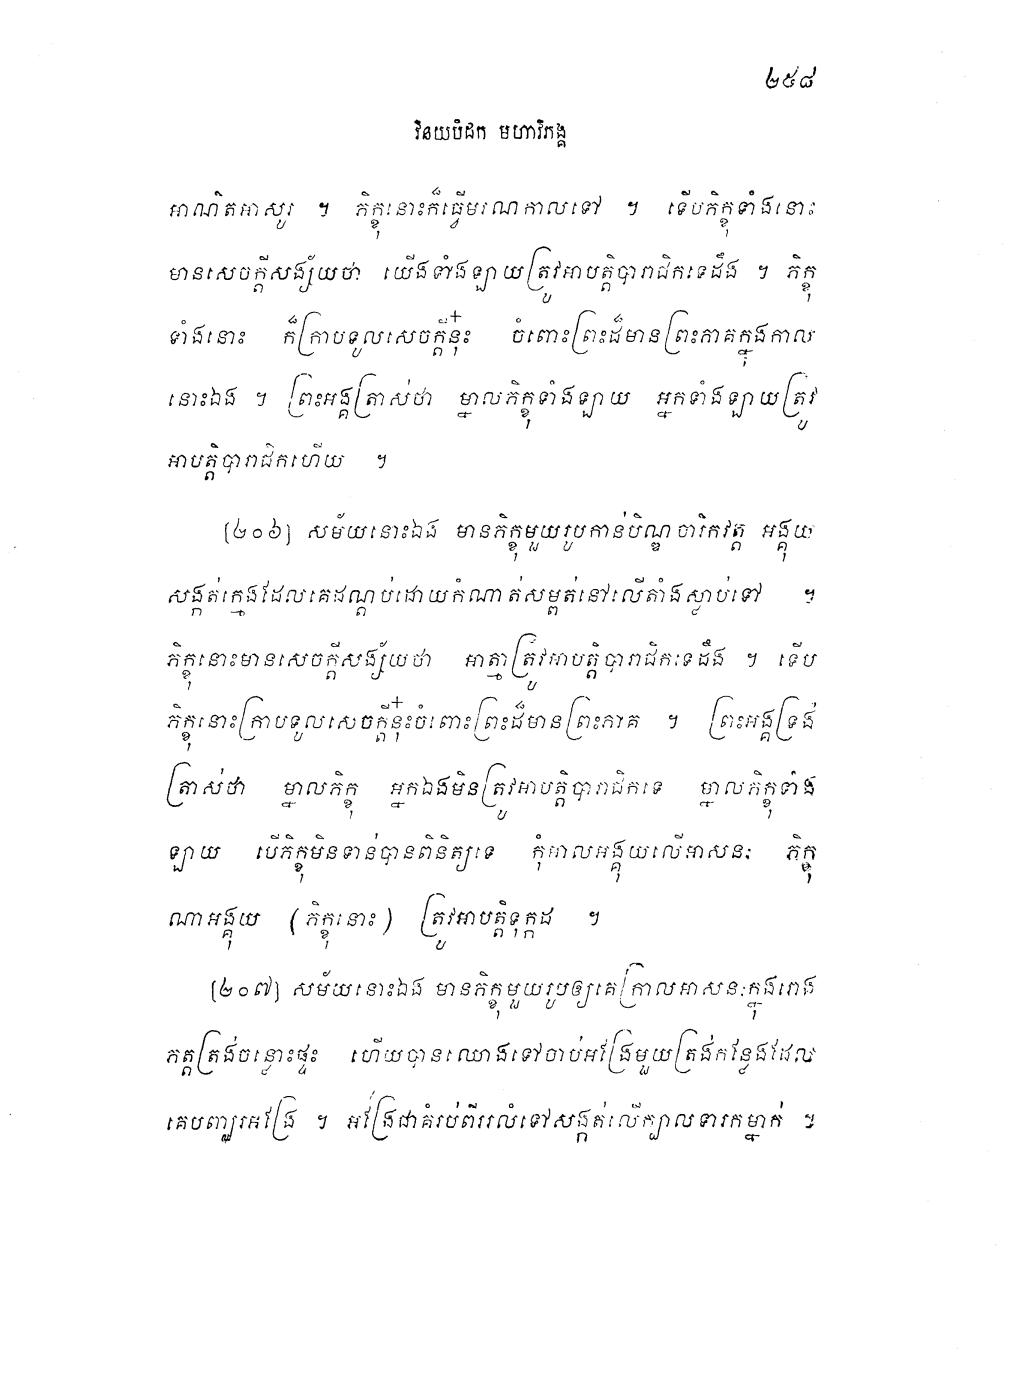 ២៥៨
វិនយបិដក មហាវិភង្គ
អាណិតអាសូរ ។ ភិក្ខុនោះក៏ធ្វើមរណកាលទៅ ។ ទើបភិក្ខុទាំងនោះ
មានសេចក្តីសង្ស័យថា យើងទាំងឡាយត្រូវអាបត្តិបារាជិកទេដឹង ។ ភិក្ខុ
ទាំងនោះ ក៏ក្រាបទូលសេចក្តីនុ៎ះ ចំពោះព្រះដ៏មានព្រះភាគក្នុងកាល
នោះឯង ។ ព្រះអង្គត្រាស់ថា ម្នាលភិក្ខុទាំងឡាយ អ្នកទាំងឡាយត្រូវ
អាបត្តិបារាជិកហើយ ។
[២០៦] សម័យនោះឯង មានភិក្ខុមួយរូបកាន់បិណ្ឌចារិកវត្ត អង្គុយ
សង្កត់ក្មេងដែលគេដណ្តប់ដោយកំណាត់សម្ពត់នៅលើតាំងស្លាប់ទៅ ។
ភិក្ខុនោះមានសេចក្តីសង្ស័យថា អាត្មាត្រូវអាបត្តិបារាជិកទេដឹង ។ ទើប
ភិក្ខុនោះក្រាបទូលសេចក្តីនុ៎ះចំពោះព្រះដ៏មានព្រះភាគ ។ ព្រះអង្គទ្រង់
ត្រាស់ថា ម្នាលភិក្ខុ អ្នកឯងមិនត្រូវអាបត្តិបារាជិកទេ ម្នាលភិក្ខុទាំង
ឡាយ បើភិក្ខុមិនទាន់បានពិនិត្យទេ កុំអាលអង្គុយលើអាសនៈ ភិក្ខុ
ណាអង្គុយ (ភិក្ខុនោះ) ត្រូវអាបត្តិទុក្កដ ។
[២០៧] សម័យនោះឯង មានភិក្ខុមួយរូបឲ្យគេក្រាលអាសនៈក្នុងរោង
ភត្តត្រង់ចន្លោះផ្ទះ ហើយបានឈោងទៅចាប់អង្រែមួយត្រង់កន្លែងដែល
គេបញ្ឈរអង្រែ ។ អង្រែជាគំរប់ពីររលំទៅសង្កត់លើក្បាលទារកម្នាក់ ។